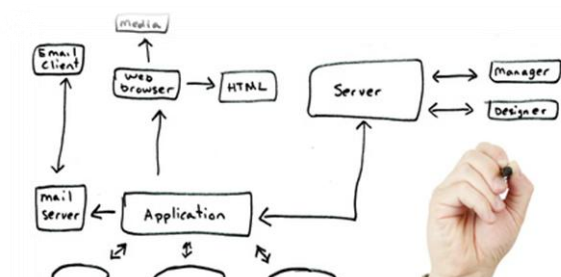 media
Email
client
Web
browser
HTML
Server
Manager
Designer
mail
server
Application